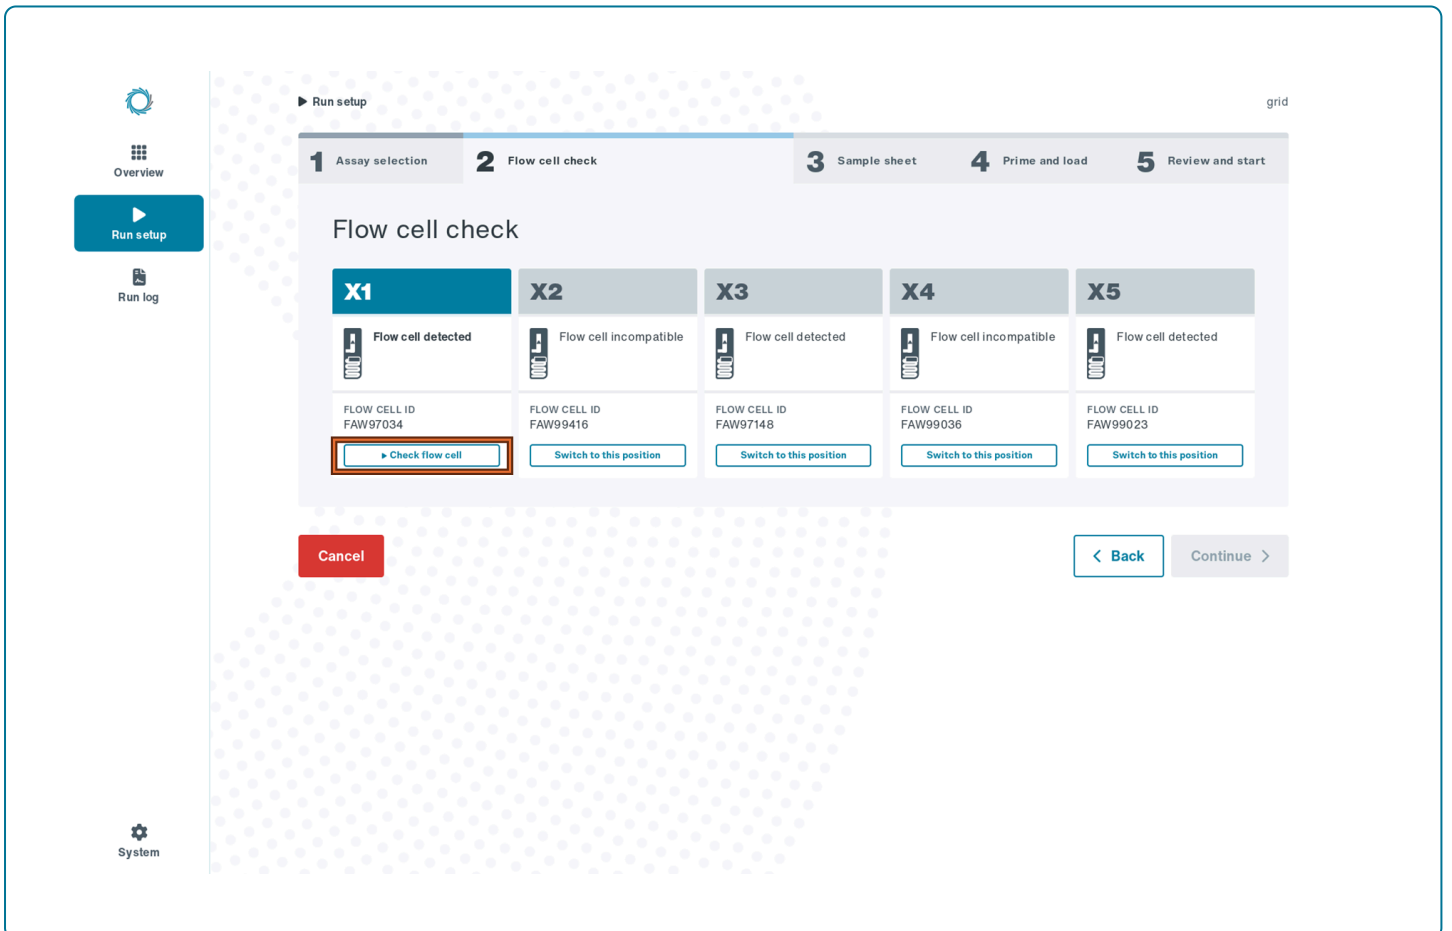 Run setup
grid
Overview
Run setup
Run log
System
1 Assay selection
2 Flow cell check
3 Sample sheet
4 Prime and load
5 Review and start
Flow cell check
X1
Flow cell detected
FLOW CELL ID
FAW97034
Check flow cell
X2
Flow cell incompatible
FLOW CELL ID
FAW99416
Switch to this position
X3
Flow cell detected
FLOW CELL ID
FAW97148
Switch to this position
X4
Flow cell incompatible
FLOW CELL ID
FAW99036
Switch to this position
X5
Flow cell detected
FLOW CELL ID
FAW99023
Switch to this position
Cancel
Back
Continue